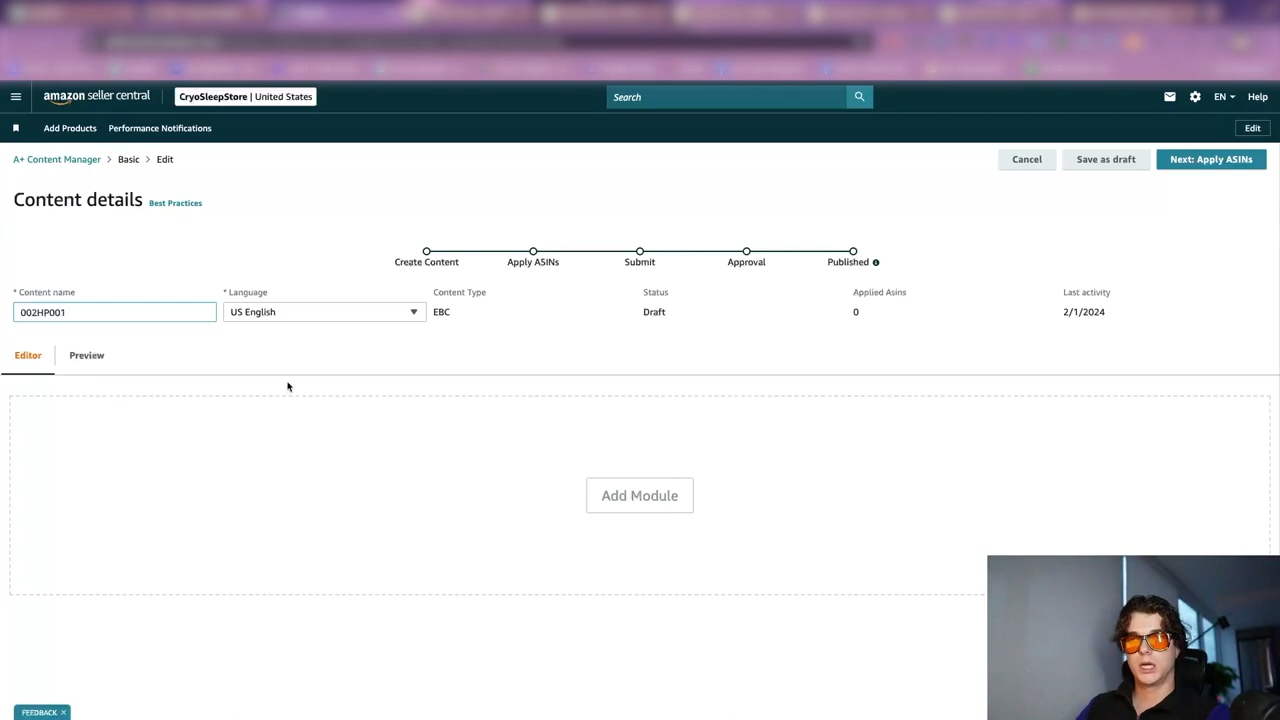 amazon seller central
CryoSleepStore | United States
Search
EN
Help
Add Products
Performance Notifications
Edit
A+ Content Manager > Basic > Edit
Cancel
Save as draft
Next: Apply ASINs
Content details
Best Practices
Create Content
Apply ASINs
Submit
Approval
Published
* Content name
* Language
Content Type
Status
Applied Asins
Last activity
002HP001
US English
EBC
Draft
0
2/1/2024
Editor
Preview
Add Module
FEEDBACK ×